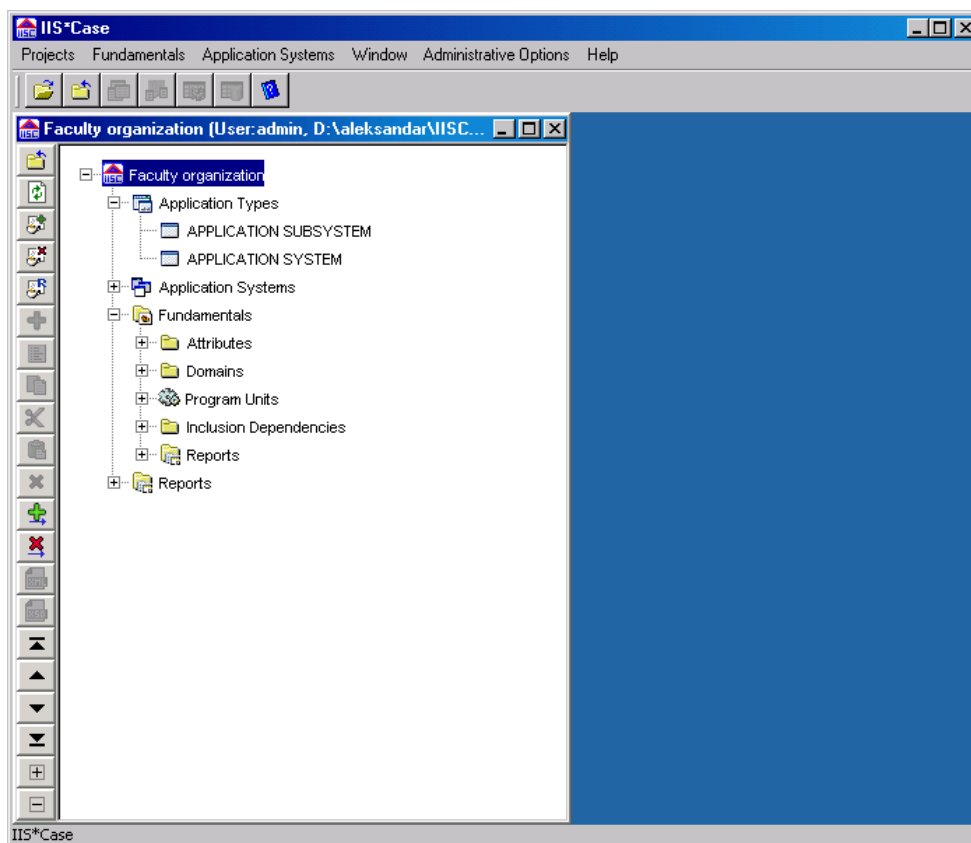 IIS*Case
Projects Fundamentals Application Systems Window Administrative Options Help
Faculty organization (User:admin, D:\aleksandar\IISC...
Faculty organization
Application Types
APPLICATION SUBSYSTEM
APPLICATION SYSTEM
Application Systems
Fundamentals
Attributes
Domains
Program Units
Inclusion Dependencies
Reports
Reports
IIS*Case